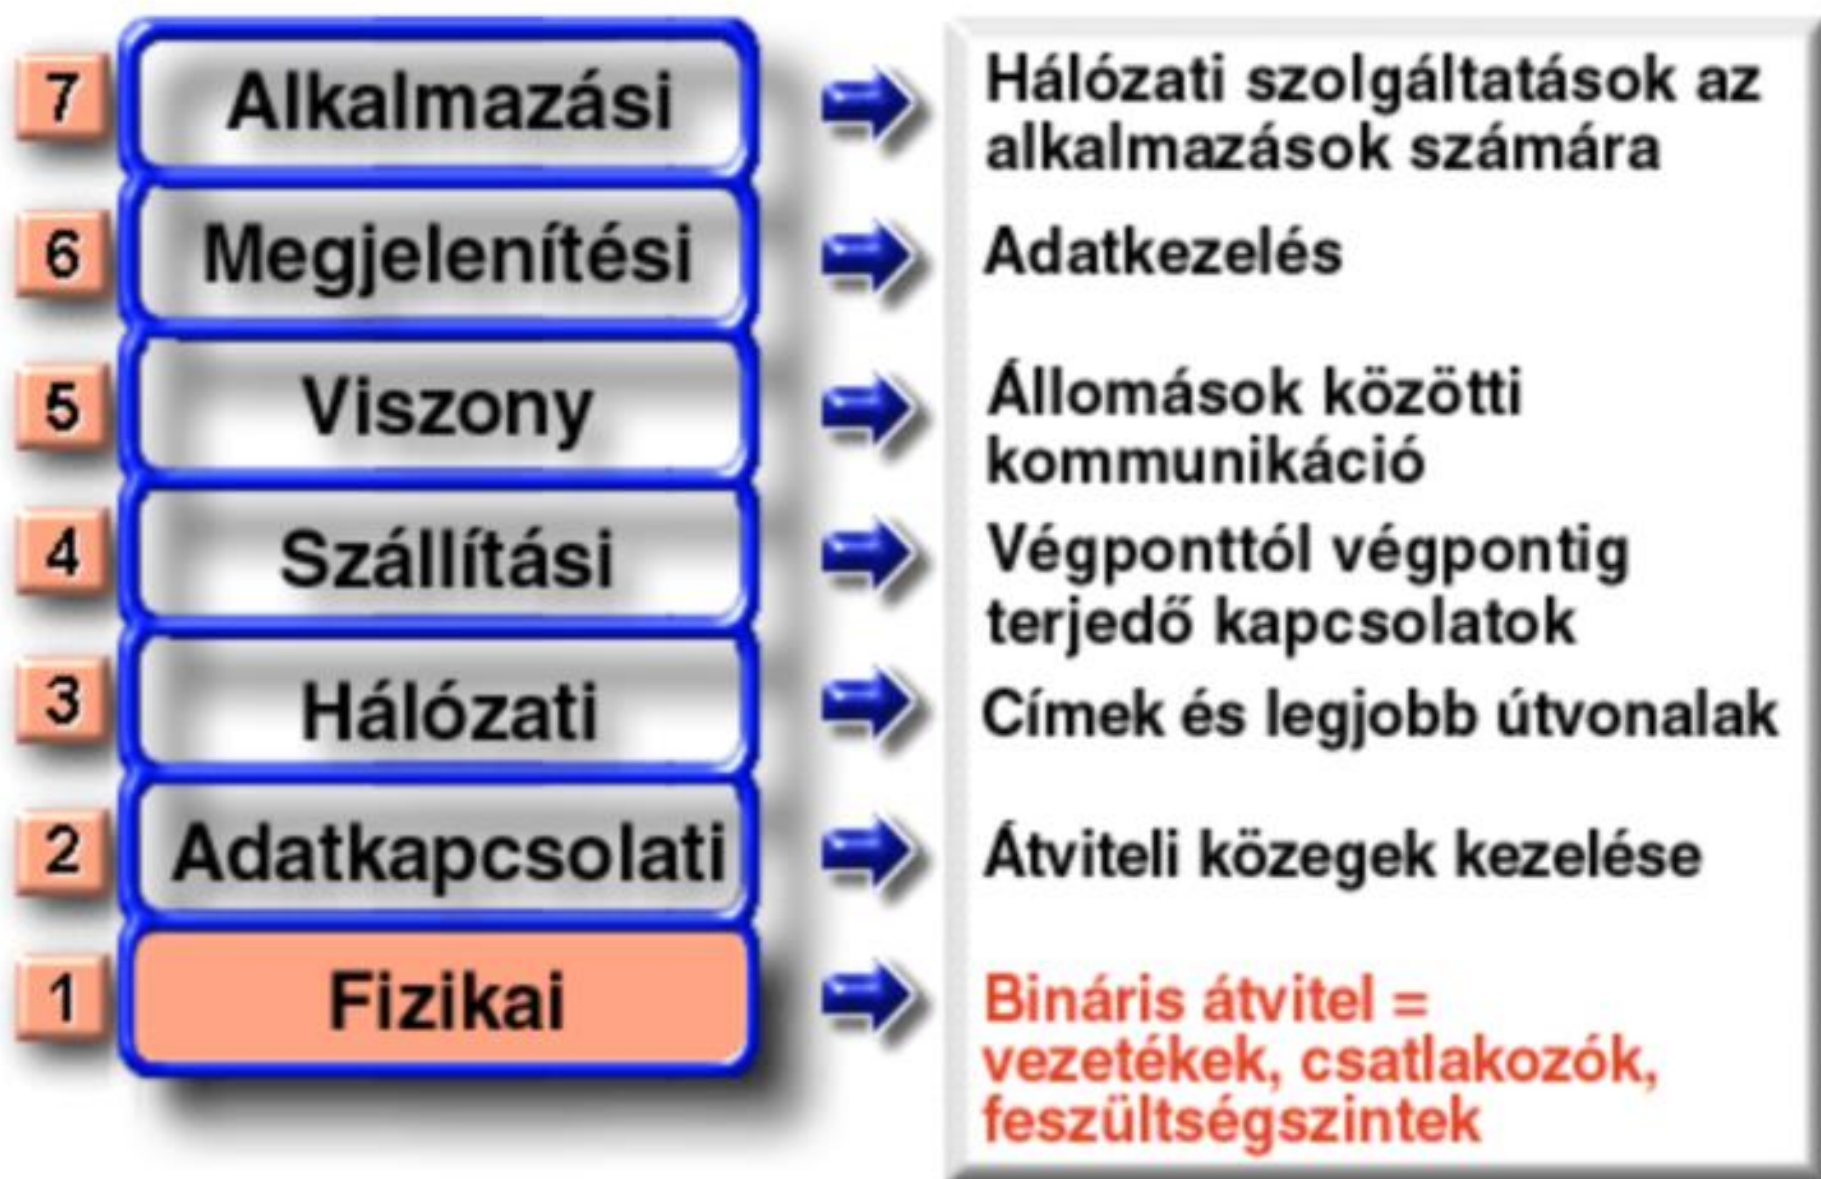 7
Alkalmazási
Hálózati szolgáltatások az
alkalmazások számára
6
Megjelenítési
Adatkezelés
5
Viszony
Állomások közötti
kommunikáció
4
Szállítási
Végponttól végpontig
terjedő kapcsolatok
3
Hálózati
Címek és legjobb útvonalak
2
Adatkapcsolati
Átviteli közegek kezelése
1
Fizikai
Bináris átvitel =
vezetékek, csatlakozók,
feszültségszintek